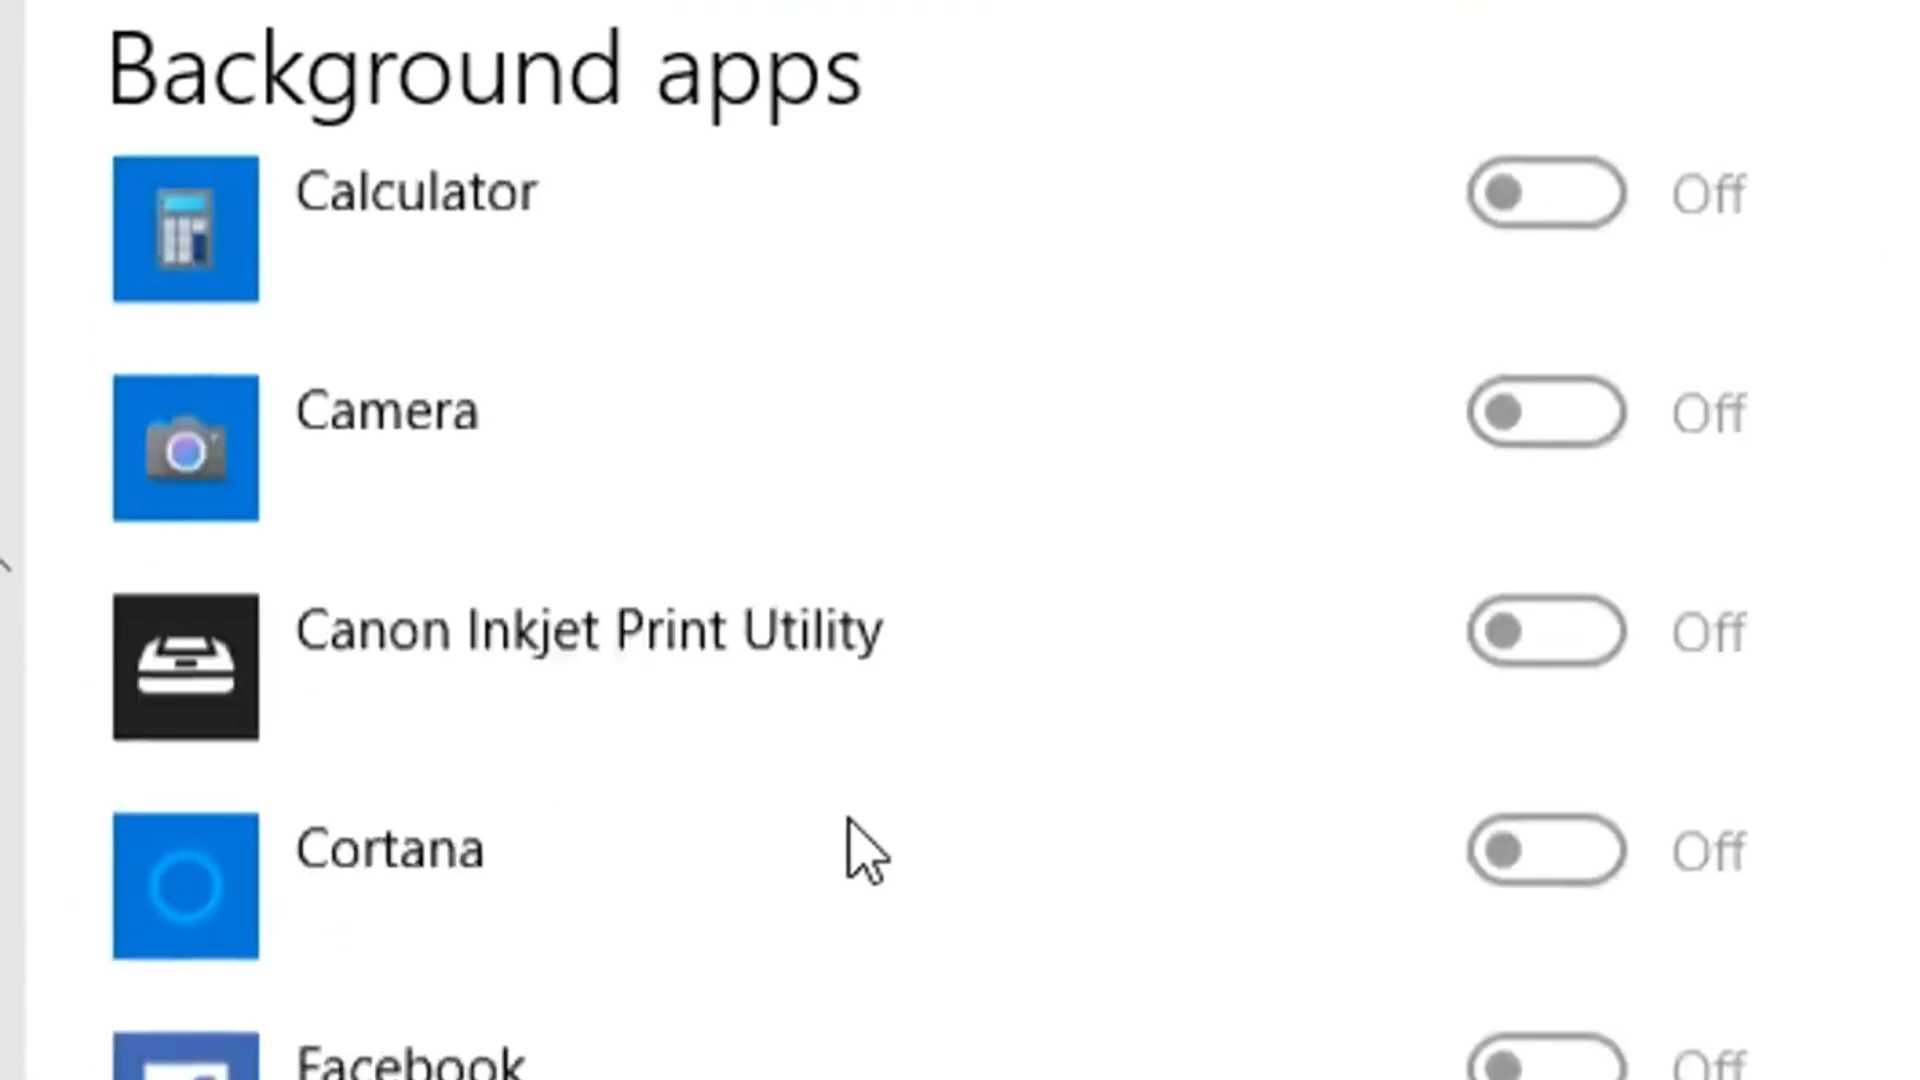 Background apps
Calculator
Off
Camera
Off
Canon Inkjet Print Utility
Off
Cortana
Off
Facebook
Off